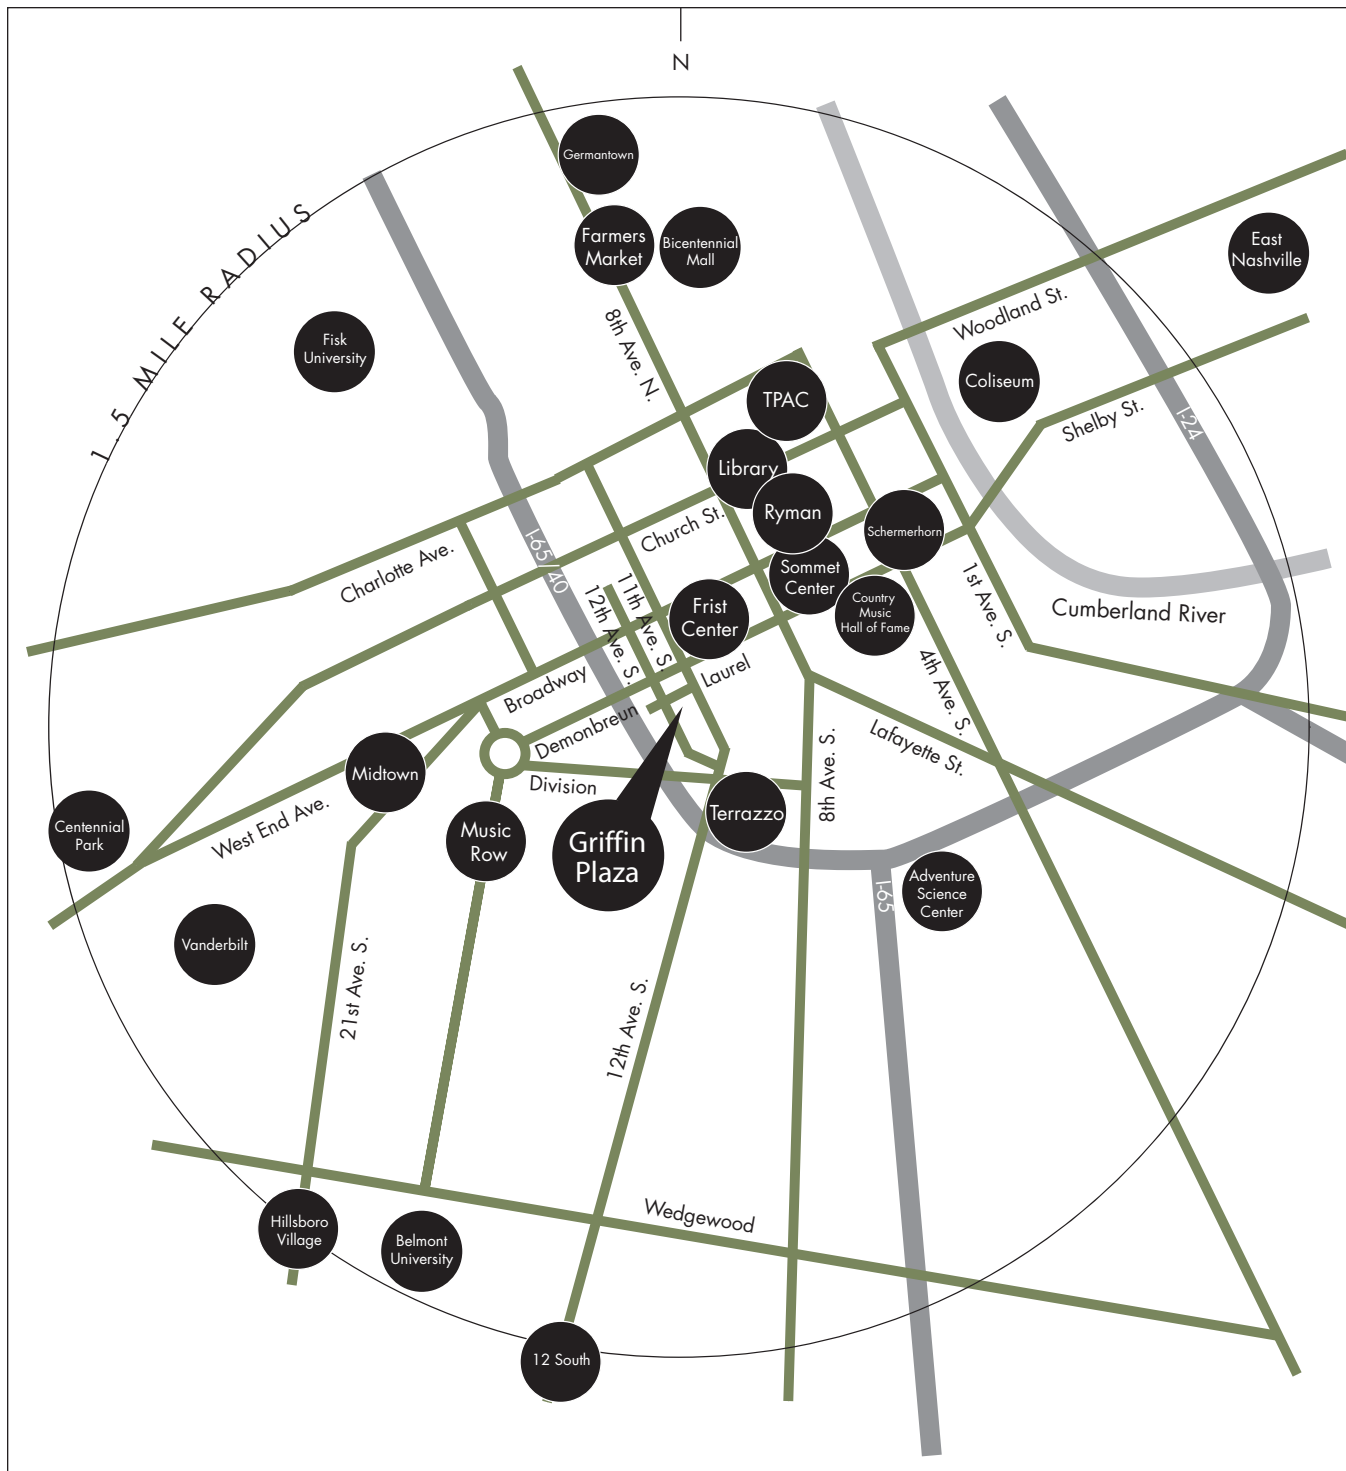 N
1.5 MILE RADIUS
Germantown
Farmers
Market
Bicentennial
Mall
East
Nashville
Fisk
University
8th Ave. N.
Woodland St.
Coliseum
TPAC
Shelby St.
I-24
Library
Church St.
Ryman
Schermerhorn
Charlotte Ave.
I-65/40
Sommet
Center
11th Ave. S.
12th Ave. S.
Frist
Center
Country
Music
Hall of Fame
1st Ave. S.
Cumberland River
Broadway
Laurel
4th Ave. S.
Demonbreun
Lafayette St.
Midtown
Division
8th Ave. S.
Terrazzo
West End Ave.
Centennial
Park
Music
Row
Griffin
Plaza
I-65
Adventure
Science
Center
Vanderbilt
21st Ave. S.
12th Ave. S.
Wedgewood
Hillsboro
Village
Belmont
University
12 South